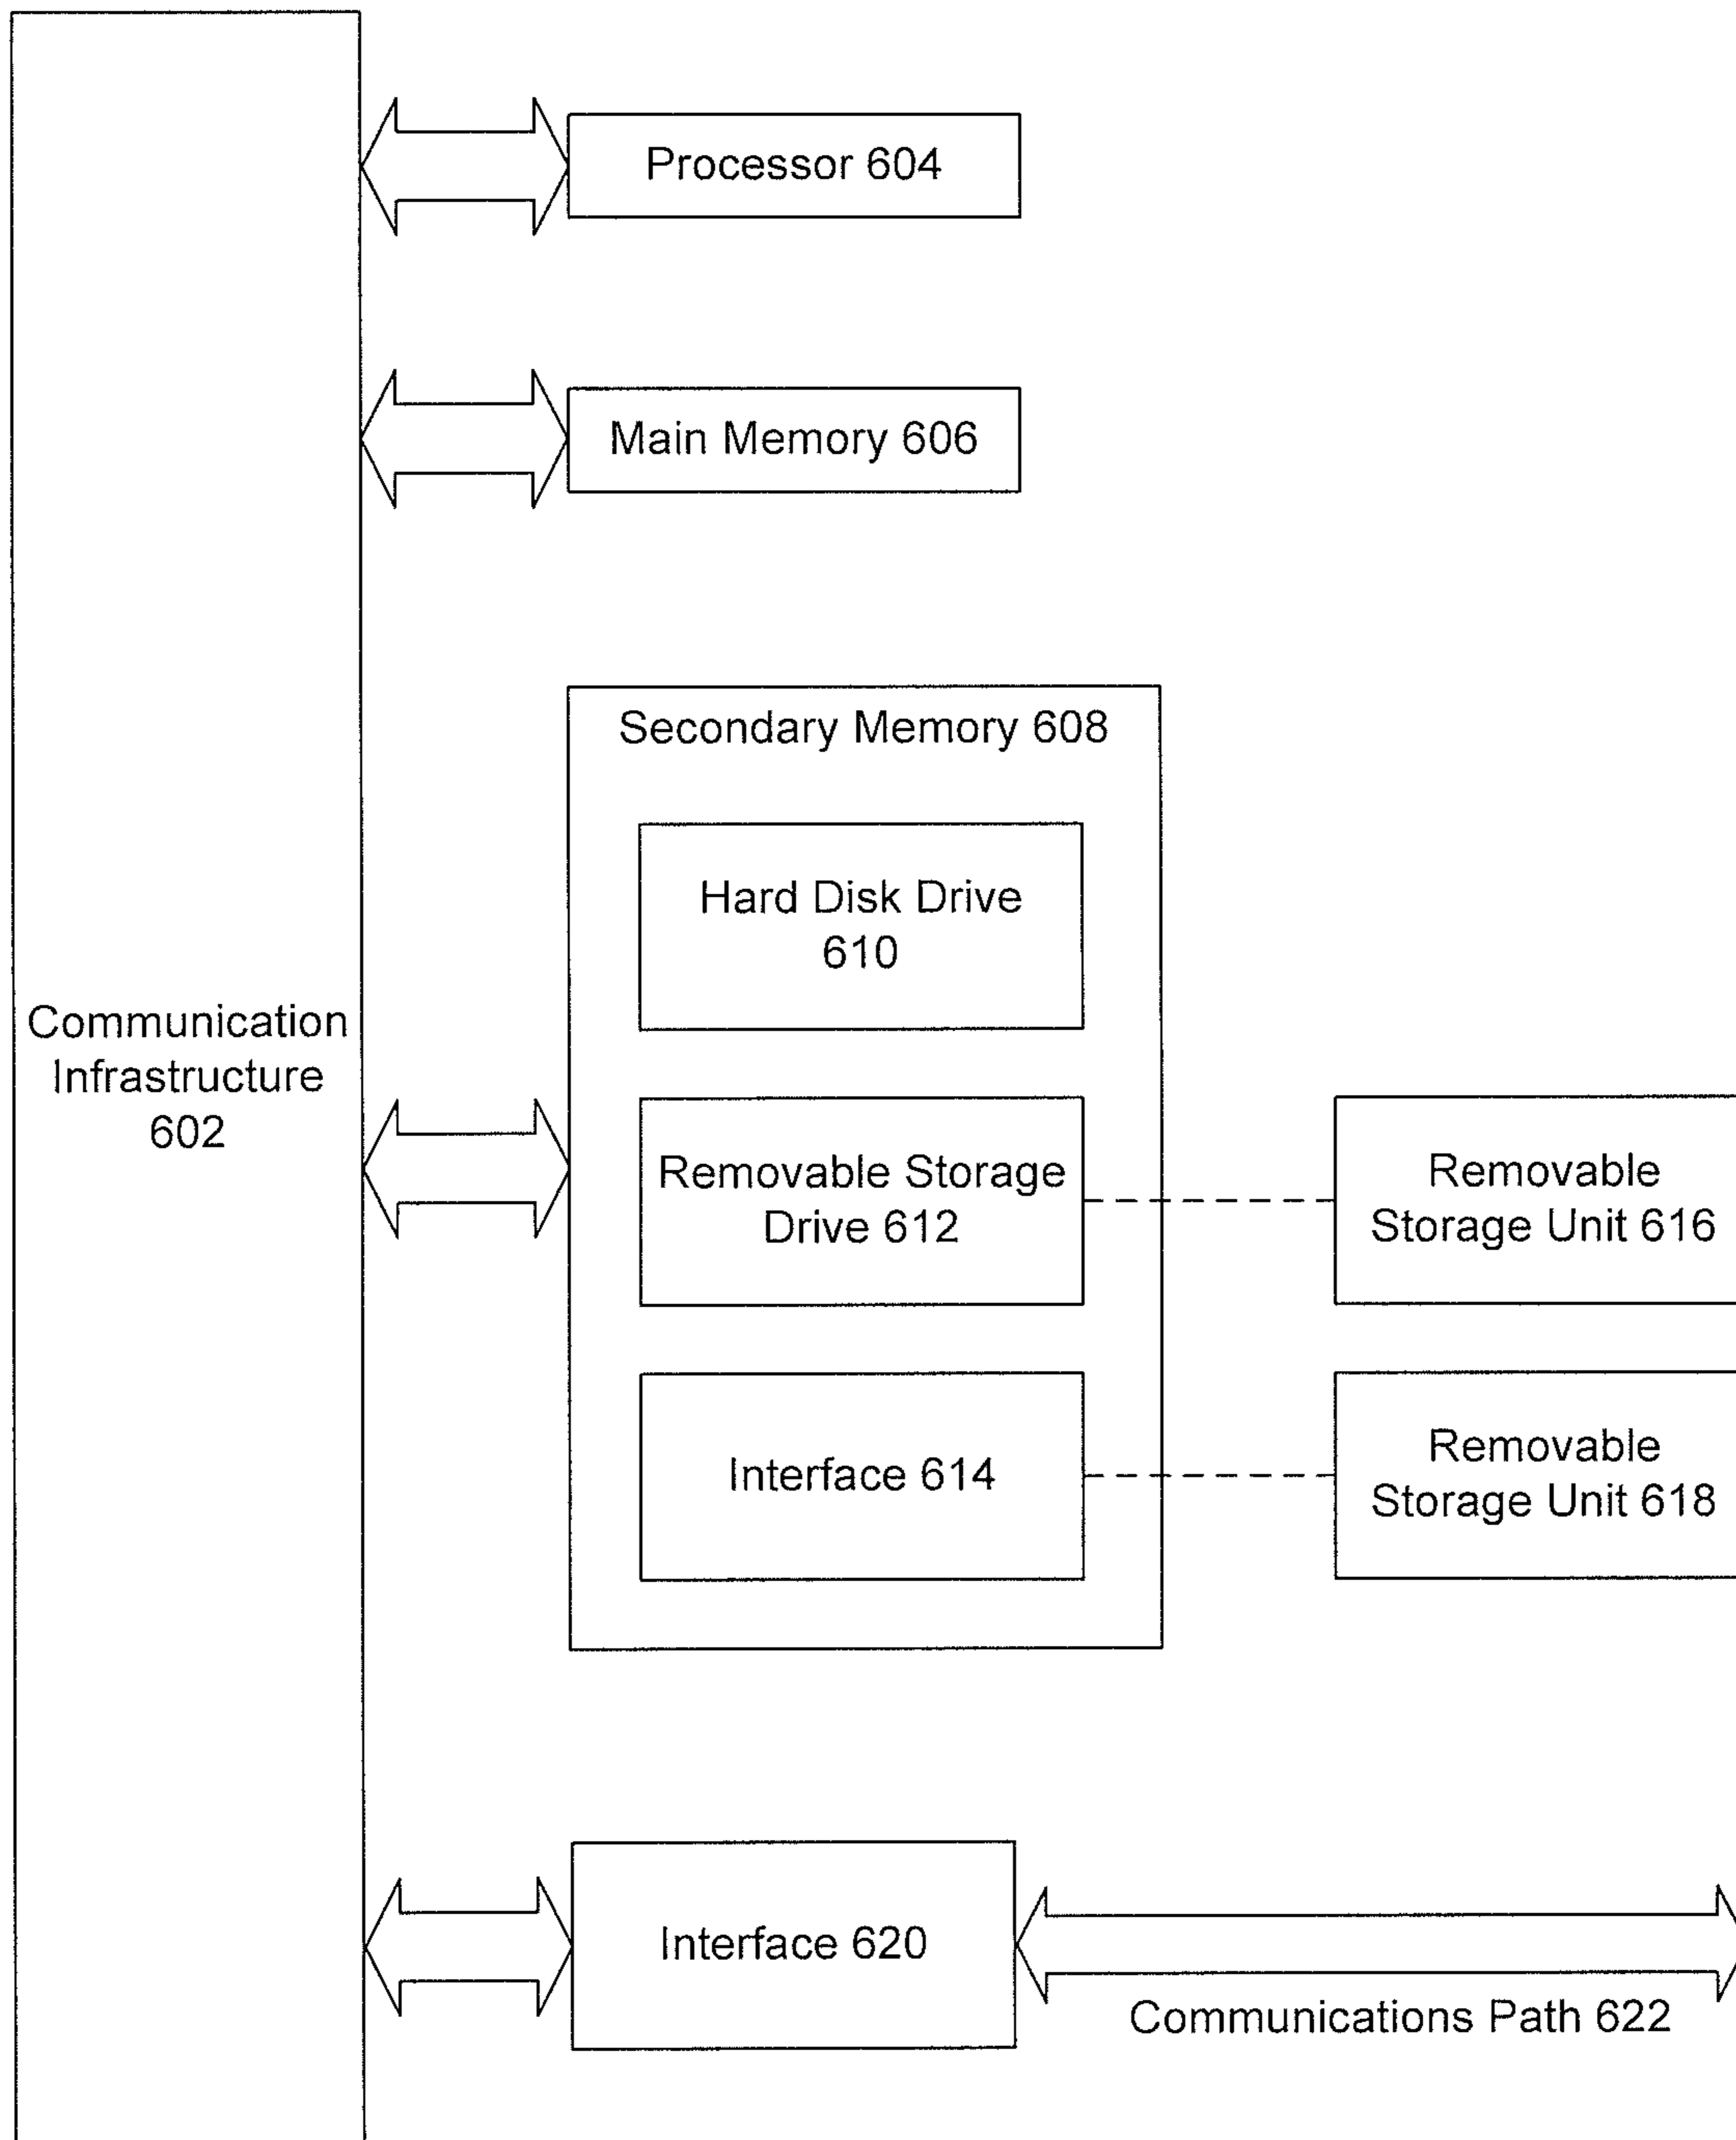 Processor 604
Main Memory 606
Secondary Memory 608
Hard Disk Drive
610
Communication
Infrastructure
602
Removable Storage
Drive 612
Removable
Storage Unit 616
Interface 614
Removable
Storage Unit 618
Interface 620
Communications Path 622